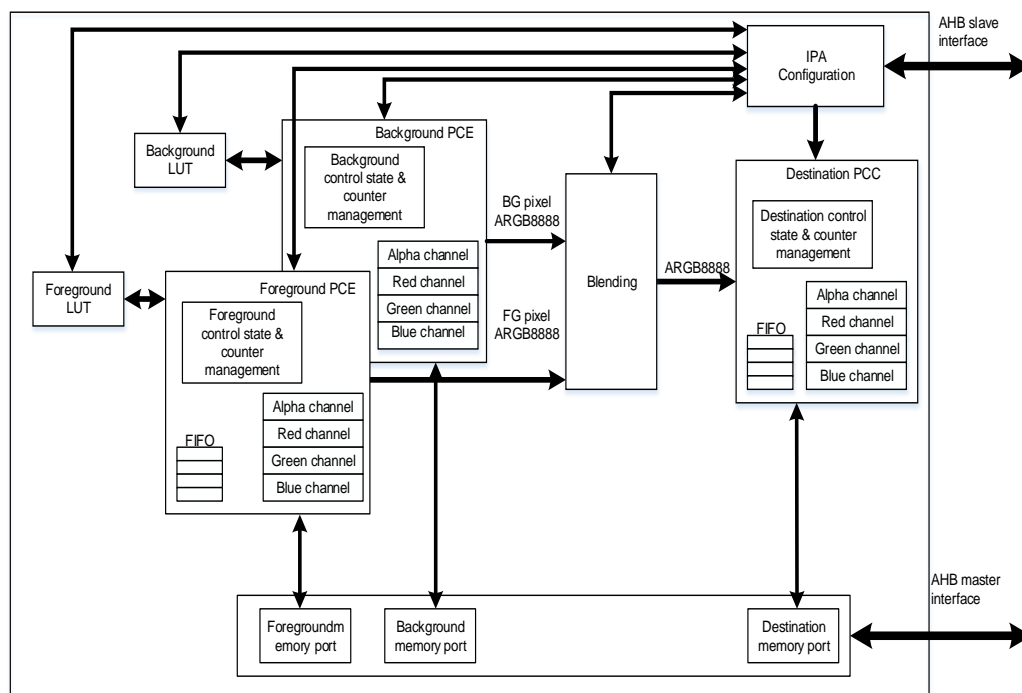 AHB slave
interface
IPA
Configuration
Background PCE
Background
LUT
Background
control state &
counter
management
Destination PCC
BG pixel
ARGB8888
Destination control
state & counter
management
Alpha channel
Red channel
Green channel
Blue channel
Foreground
LUT
Foreground PCE
Foreground
control state &
counter
management
Blending
ARGB8888
FG pixel
ARGB8888
Alpha channel
Red channel
Green channel
Blue channel
FIFO
Alpha channel
Red channel
Green channel
Blue channel
FIFO
AHB master
interface
Foregroundm
emory port
Background
memory port
Destination
memory port